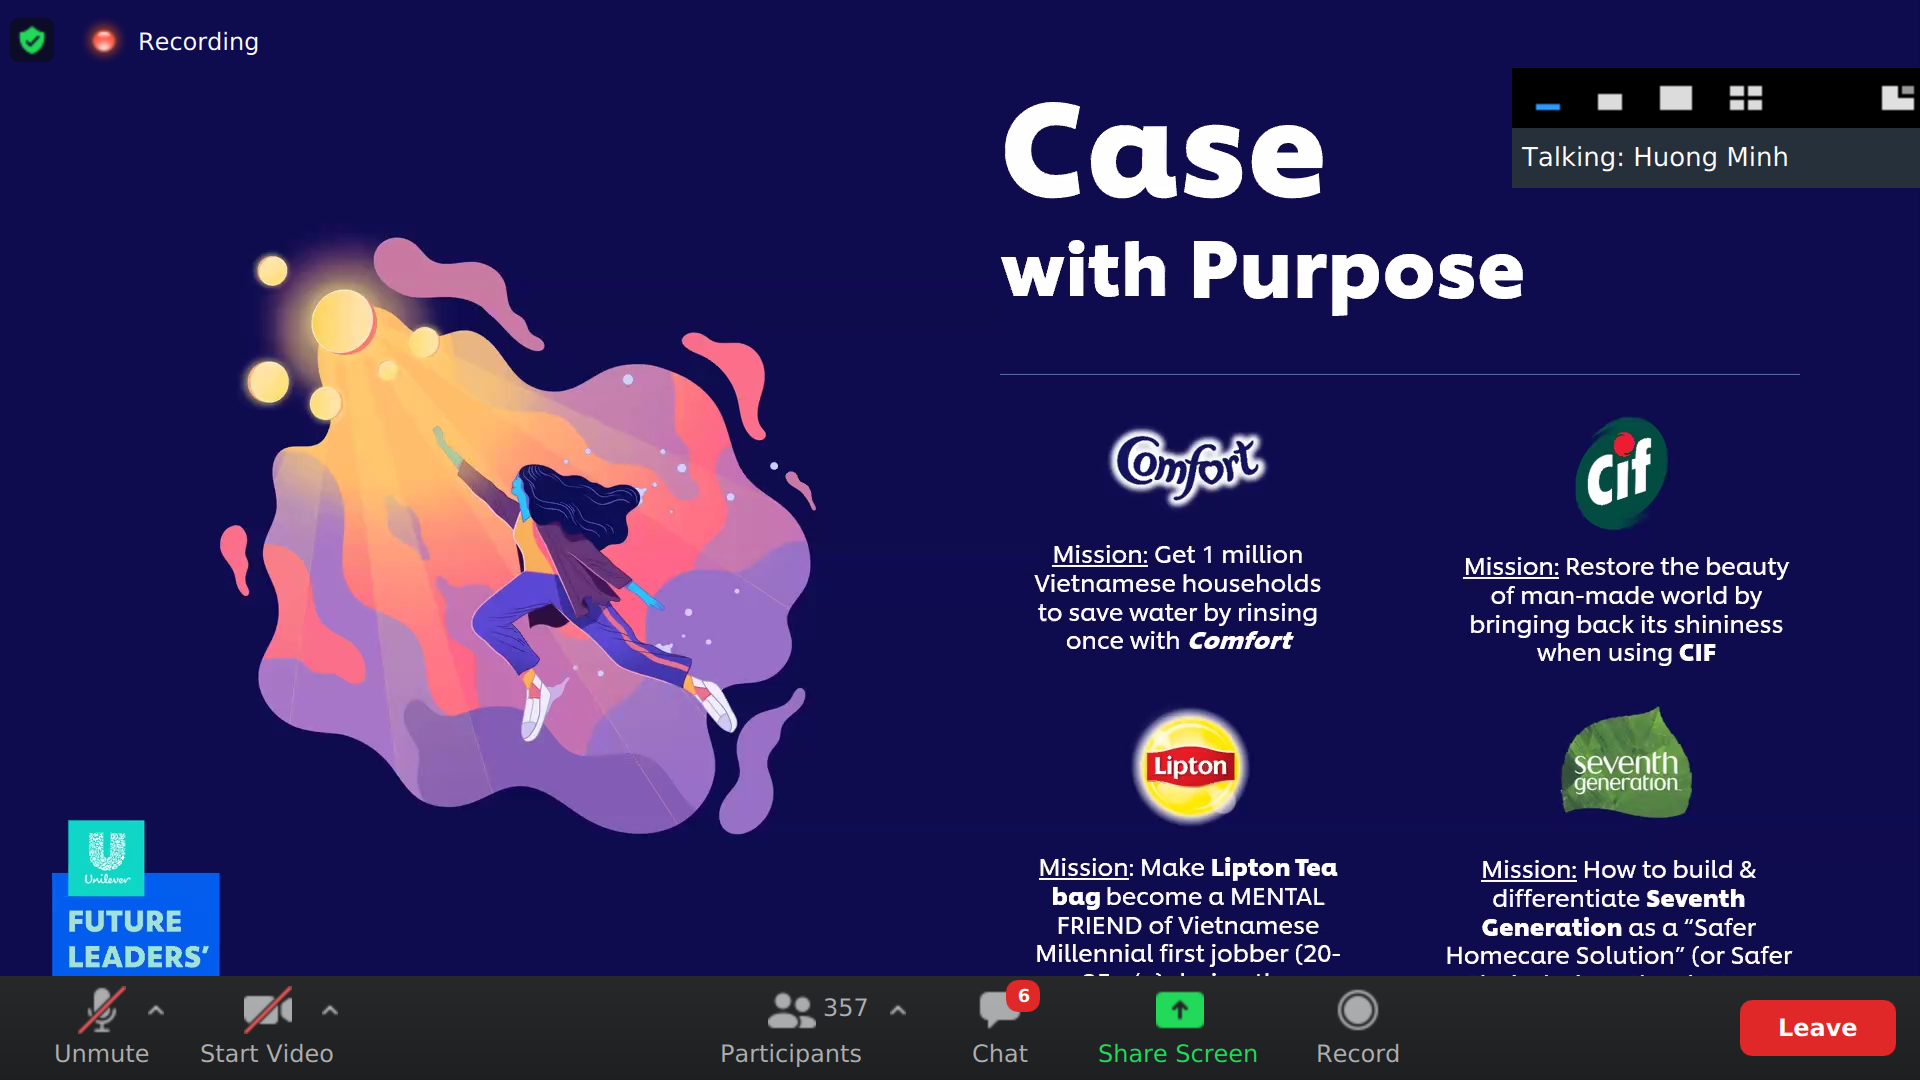 Recording
Case
with Purpose
Talking: Huong Minh
Comfort
Mission: Get 1 million
Vietnamese households
to save water by rinsing
once with Comfort
Cif
Mission: Restore the beauty
of man-made world by
bringing back its shininess
when using CIF
Lipton
Mission: Make Lipton Tea
bag become a MENTAL
FRIEND of Vietnamese
Millennial first jobber (20-
seventh
generation
Mission: How to build &
differentiate Seventh
Generation as a “Safer
Homecare Solution” (or Safer
Unilever
FUTURE
LEADERS’
Unmute
Start Video
357
Participants
6
Chat
Share Screen
Record
Leave